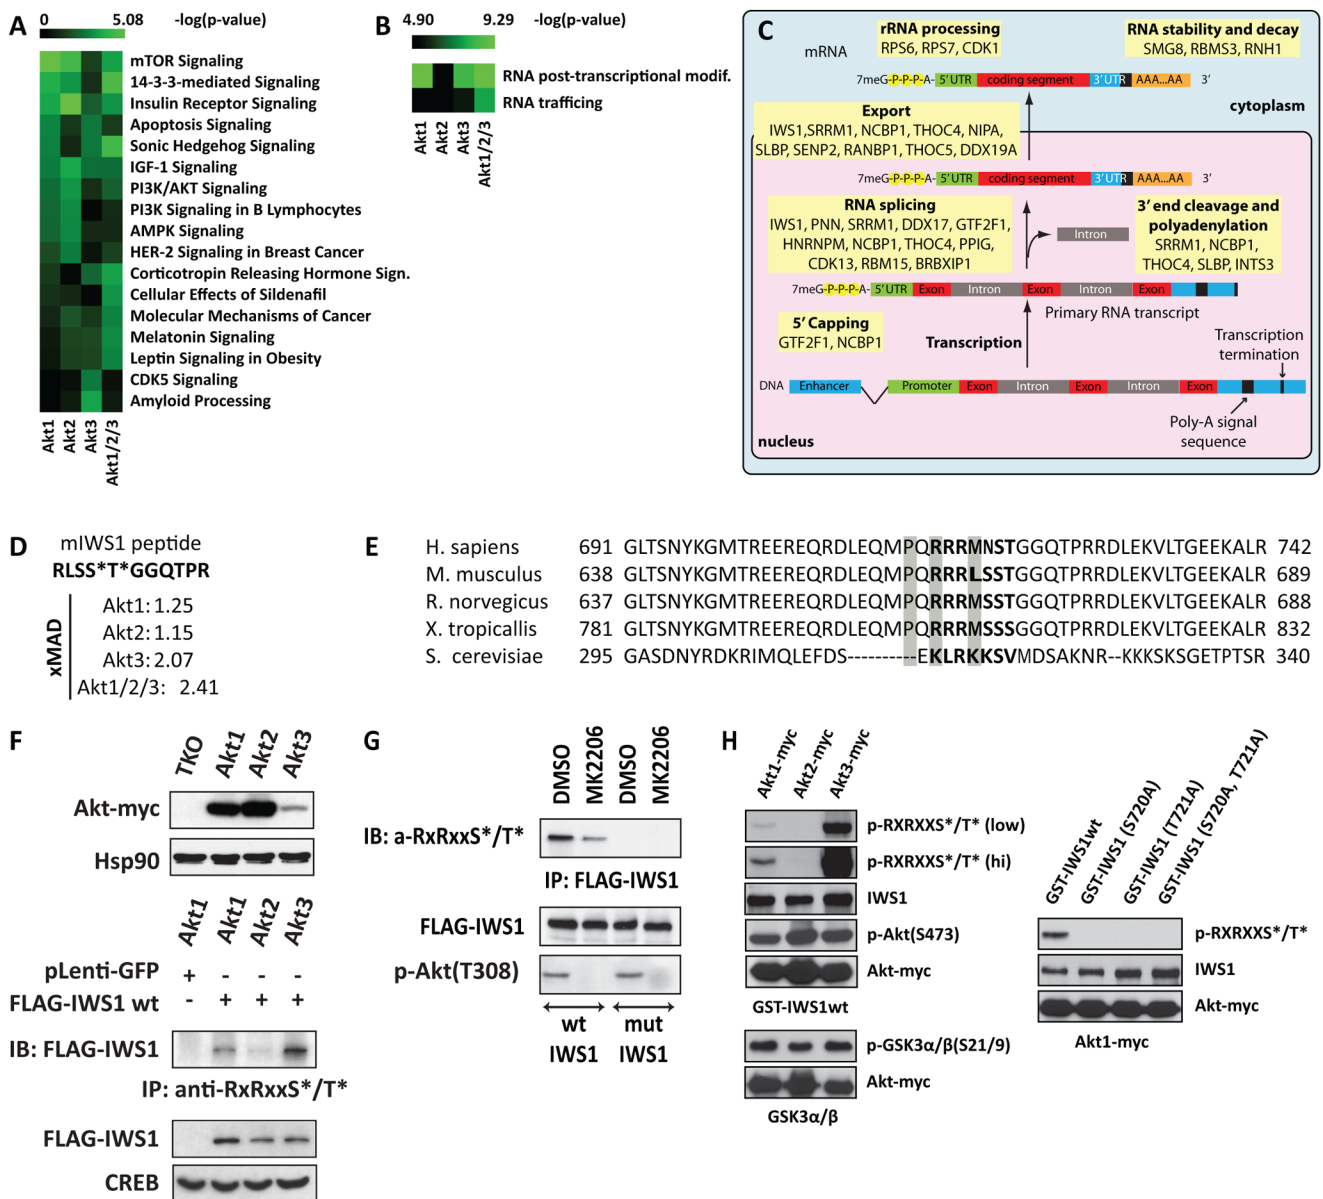 A
0 5.08 -log(p-value)
mTOR Signaling
14-3-3-mediated Signaling
Insulin Receptor Signaling
Apoptosis Signaling
Sonic Hedgehog Signaling
IGF-1 Signaling
PI3K/AKT Signaling
PI3K Signaling in B Lymphocytes
AMPK Signaling
HER-2 Signaling in Breast Cancer
Corticotropin Releasing Hormone Sign.
Cellular Effects of Sildenafil
Molecular Mechanisms of Cancer
Melatonin Signaling
Leptin Signaling in Obesity
CDK5 Signaling
Amyloid Processing
Akt1 Akt2 Akt3 Akt1/2/3
B
4.90 9.29 -log(p-value)
RNA post-transcriptional modif.
RNA trafficing
Akt1 Akt2 Akt3 Akt1/2/3
C
mRNA
rRNA processing
RPS6, RPS7, CDK1
RNA stability and decay
SMG8, RBMS3, RNH1
7meG-P-P-P-A- 5'UTR coding segment 3'UTR AAA...AA 3'
cytoplasm
Export
IWS1,SRRM1, NCBP1, THOC4, NIPA,
SLBP, SENP2, RANBP1, THOC5, DDX19A
7meG-P-P-P-A- 5'UTR coding segment 3'UTR AAA...AA 3'
RNA splicing
IWS1, PNN, SRRM1, DDX17, GTF2F1,
HNRNPM, NCBP1, THOC4, PPIG,
CDK13, RBM15, BRBXIP1
Intron
3' end cleavage and
polyadenylation
SRRM1, NCBP1,
THOC4, SLBP, INTS3
7meG-P-P-P-A- 5'UTR Exon Intron Exon Intron Exon
Primary RNA transcript
5' Capping
GTF2F1, NCBP1
Transcription
Transcription
termination
DNA Enhancer Promoter Exon Intron Exon Intron Exon
Poly-A signal
sequence
nucleus
D
mIWS1 peptide
RLSS*T*GGQTPR
xMAD
Akt1: 1.25
Akt2: 1.15
Akt3: 2.07
Akt1/2/3: 2.41
E
H. sapiens 691 GLTSNYKGMTREEREQRDLEQMPQRRRMNSTGGQTPRRDLEKVLTGEEKALR 742
M. musculus 638 GLTSNYKGMTREEREQRDLEQMPQRRRLSSTGGQTPRRDLEKVLTGEEKALR 689
R. norvegicus 637 GLTSNYKGMTREEREQRDLEQMPQRRRMSSTGGQTPRRDLEKVLTGEEKALR 688
X. tropicallis 781 GLTSNYKGMTREEREQRDLEQMPQRRRMSSSGGQTPRRDLEKVLTGEEKALR 832
S. cerevisiae 295 GASDNYRDKRIMQLEFDS----------EKLRKKSVMDSAKNR--KKKSKSGETPTSR 340
F
TKO Akt1 Akt2 Akt3
Akt-myc
Hsp90
Akt1 Akt1 Akt2 Akt3
pLenti-GFP + - - -
FLAG-IWS1 wt - + + +
IB: FLAG-IWS1
IP: anti-RxRxxS*/T*
FLAG-IWS1
CREB
G
DMSO MK2206 DMSO MK2206
IB: a-RxRxxS*/T*
IP: FLAG-IWS1
FLAG-IWS1
p-Akt(T308)
wt mut
IWS1 IWS1
H
Akt1-myc Akt2-myc Akt3-myc
p-RXRXXS*/T* (low)
p-RXRXXS*/T* (hi)
IWS1
p-Akt(S473)
Akt-myc
GST-IWS1wt
p-GSK3α/β(S21/9)
Akt-myc
GSK3α/β
GST-IWS1wt GST-IWS1 (S720A) GST-IWS1 (T721A) GST-IWS1 (S720A, T721A)
p-RXRXXS*/T*
IWS1
Akt-myc
Akt1-myc